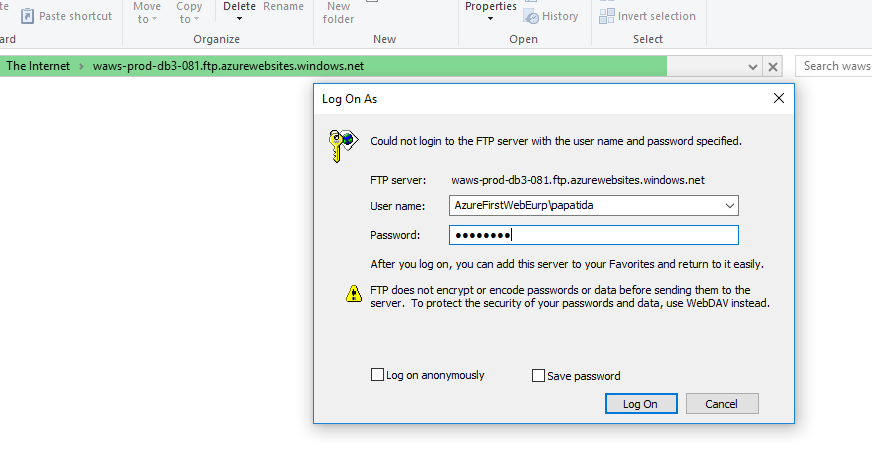 Paste shortcut
Move to
Copy to
Delete
Rename
New folder
Properties
History
Invert selection
ard
Organize
New
Open
Select
The Internet > waws-prod-db3-081.ftp.azurewebsites.windows.net
Search waws
Log On As
Could not login to the FTP server with the user name and password specified.
FTP server: waws-prod-db3-081.ftp.azurewebsites.windows.net
User name: AzureFirstWebEurp\papatida
Password: ●●●●●●●●
After you log on, you can add this server to your Favorites and return to it easily.
FTP does not encrypt or encode passwords or data before sending them to the
server. To protect the security of your passwords and data, use WebDAV instead.
Log on anonymously
Save password
Log On
Cancel